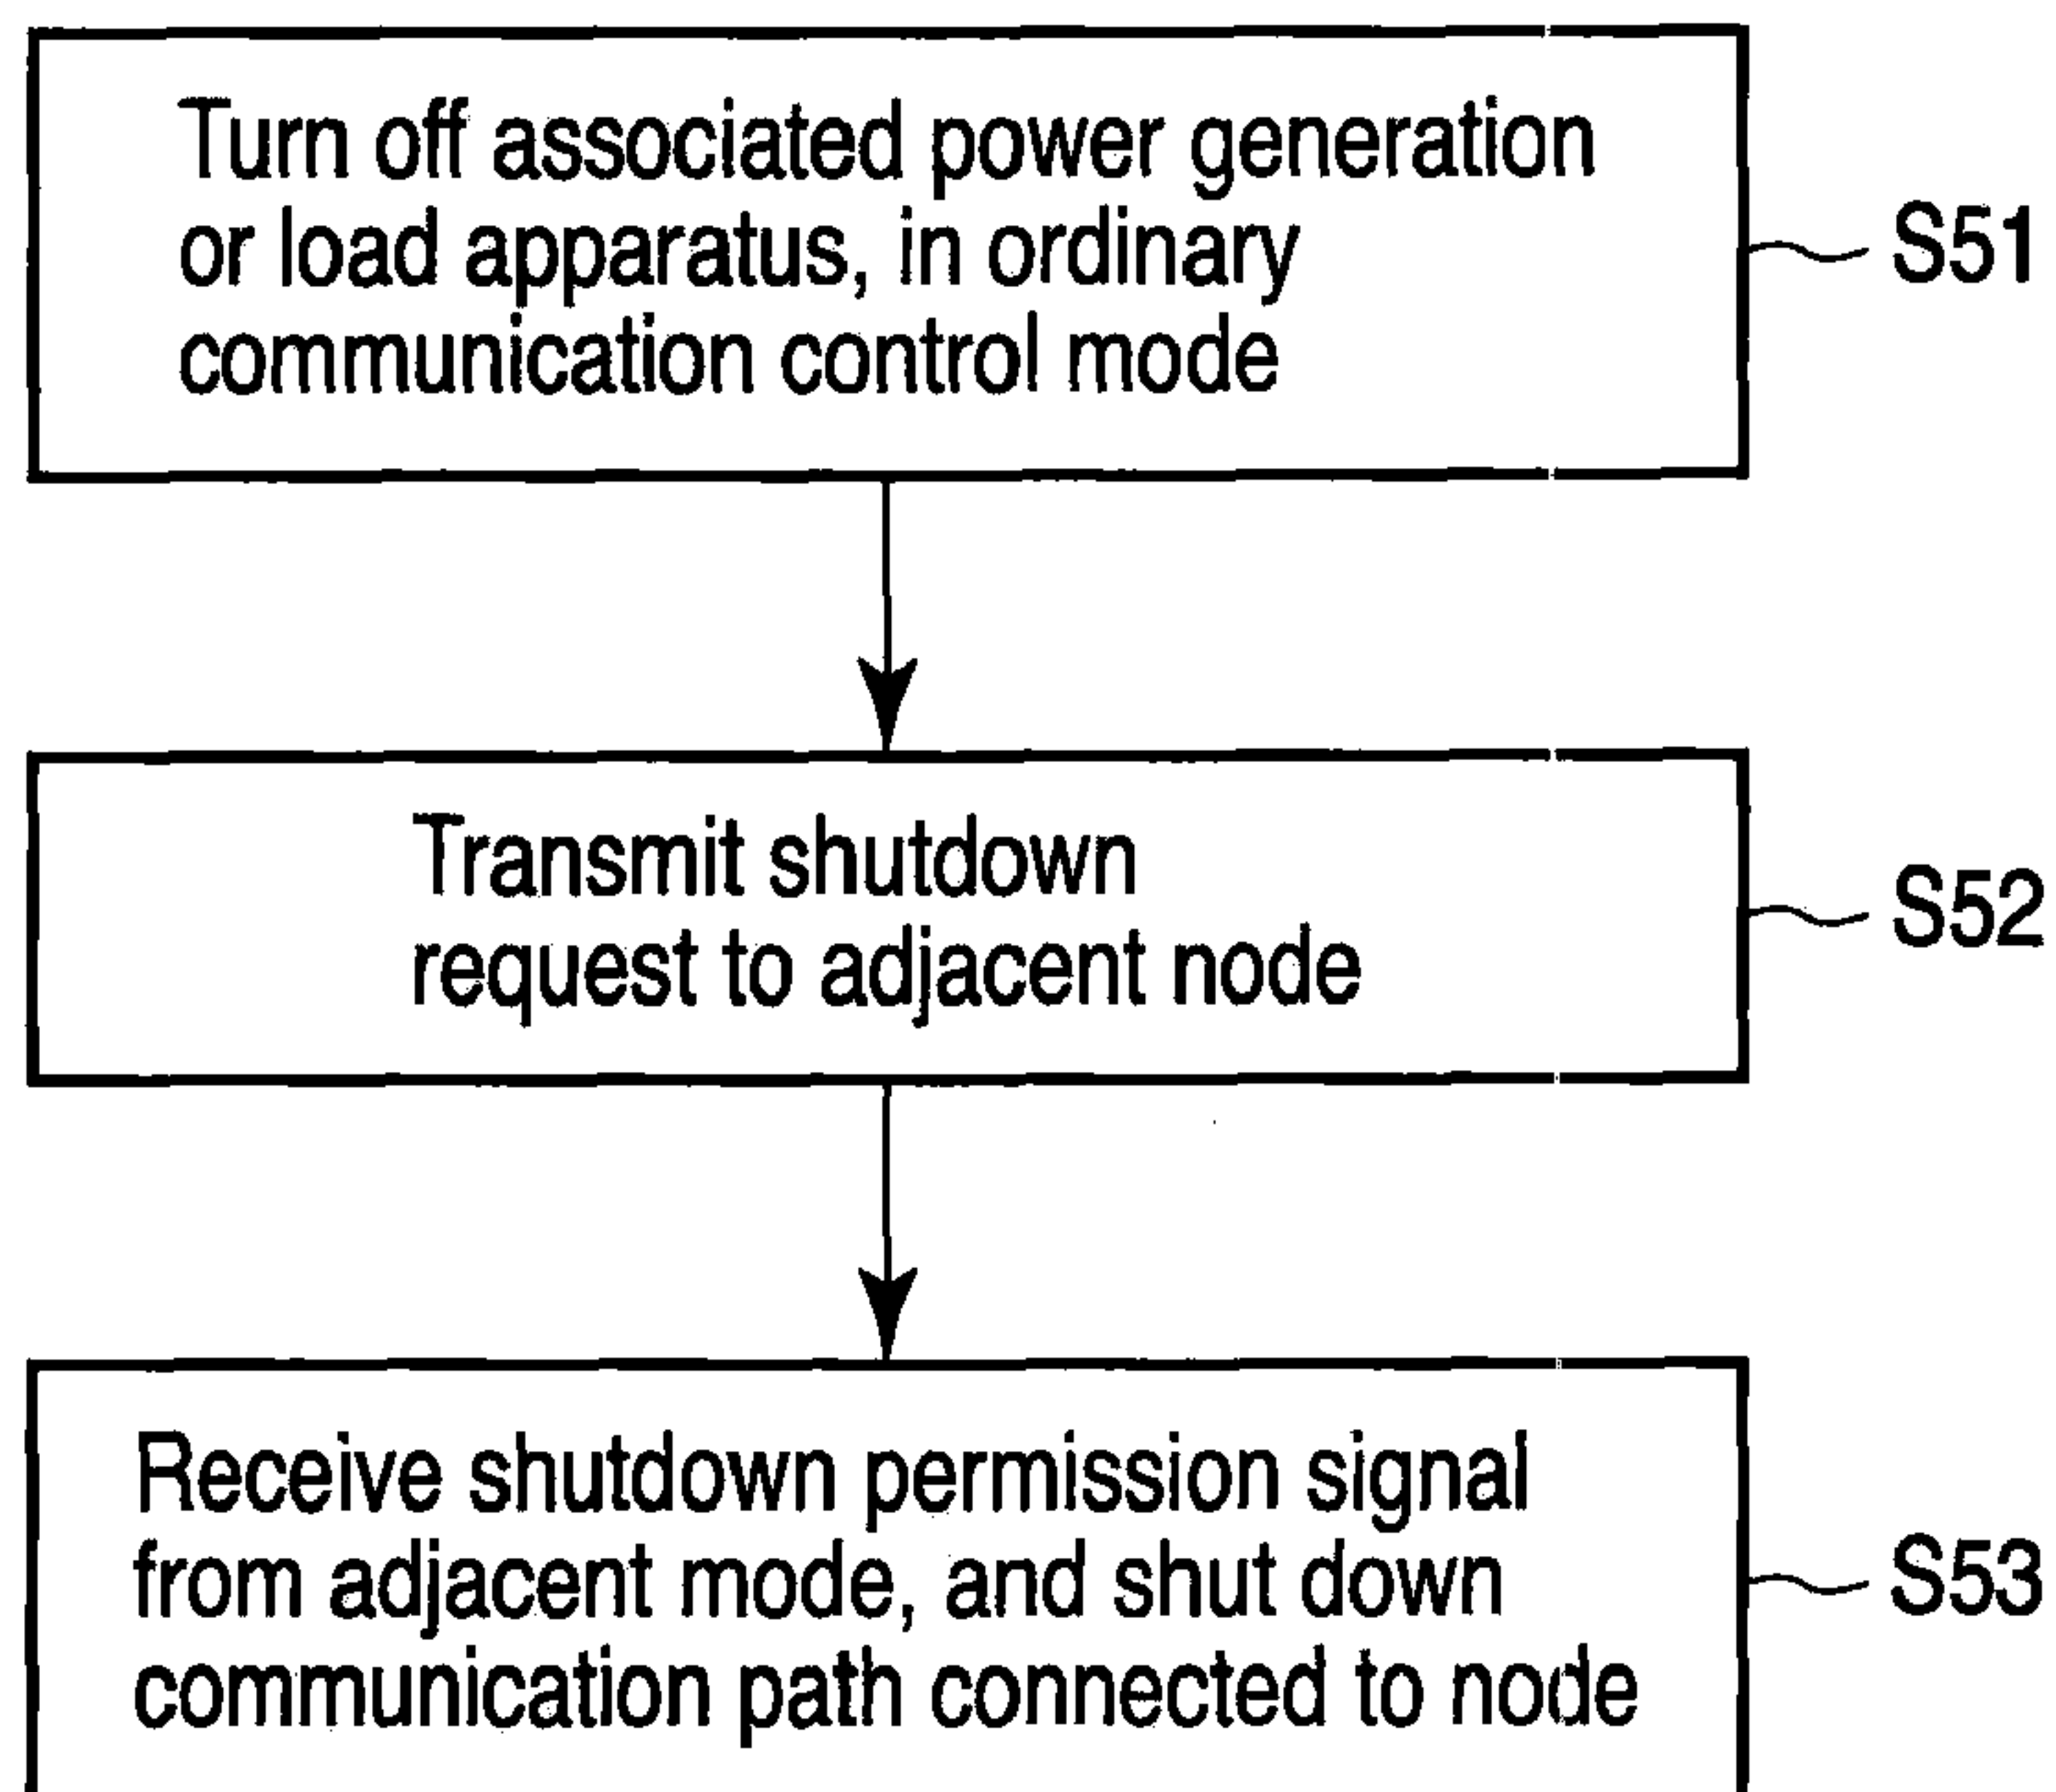 Turn off associated power generation
or load apparatus, in ordinary
communication control mode
S51
Transmit shutdown
request to adjacent node
S52
Receive shutdown permission signal
from adjacent mode, and shut down
communication path connected to node
S53